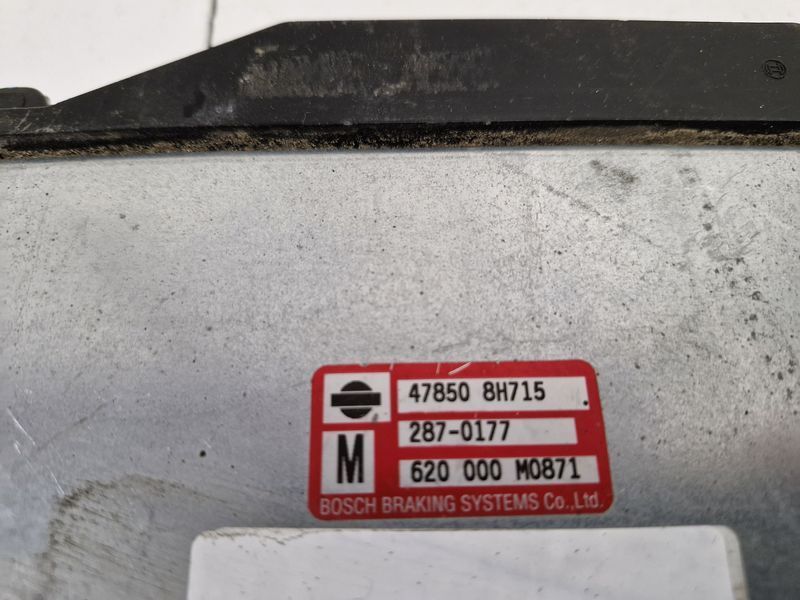 47850 8H715
287-0177
M
620 000 M0871
BOSCH BRAKING SYSTEMS Co.,Ltd.